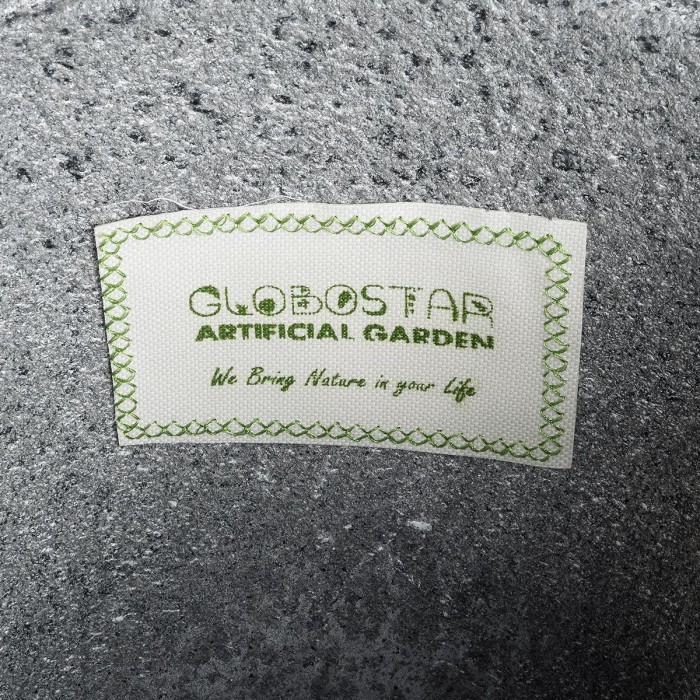 GLOBOSTAR
ARTIFICIAL GARDEN
We Bring Nature in your Life